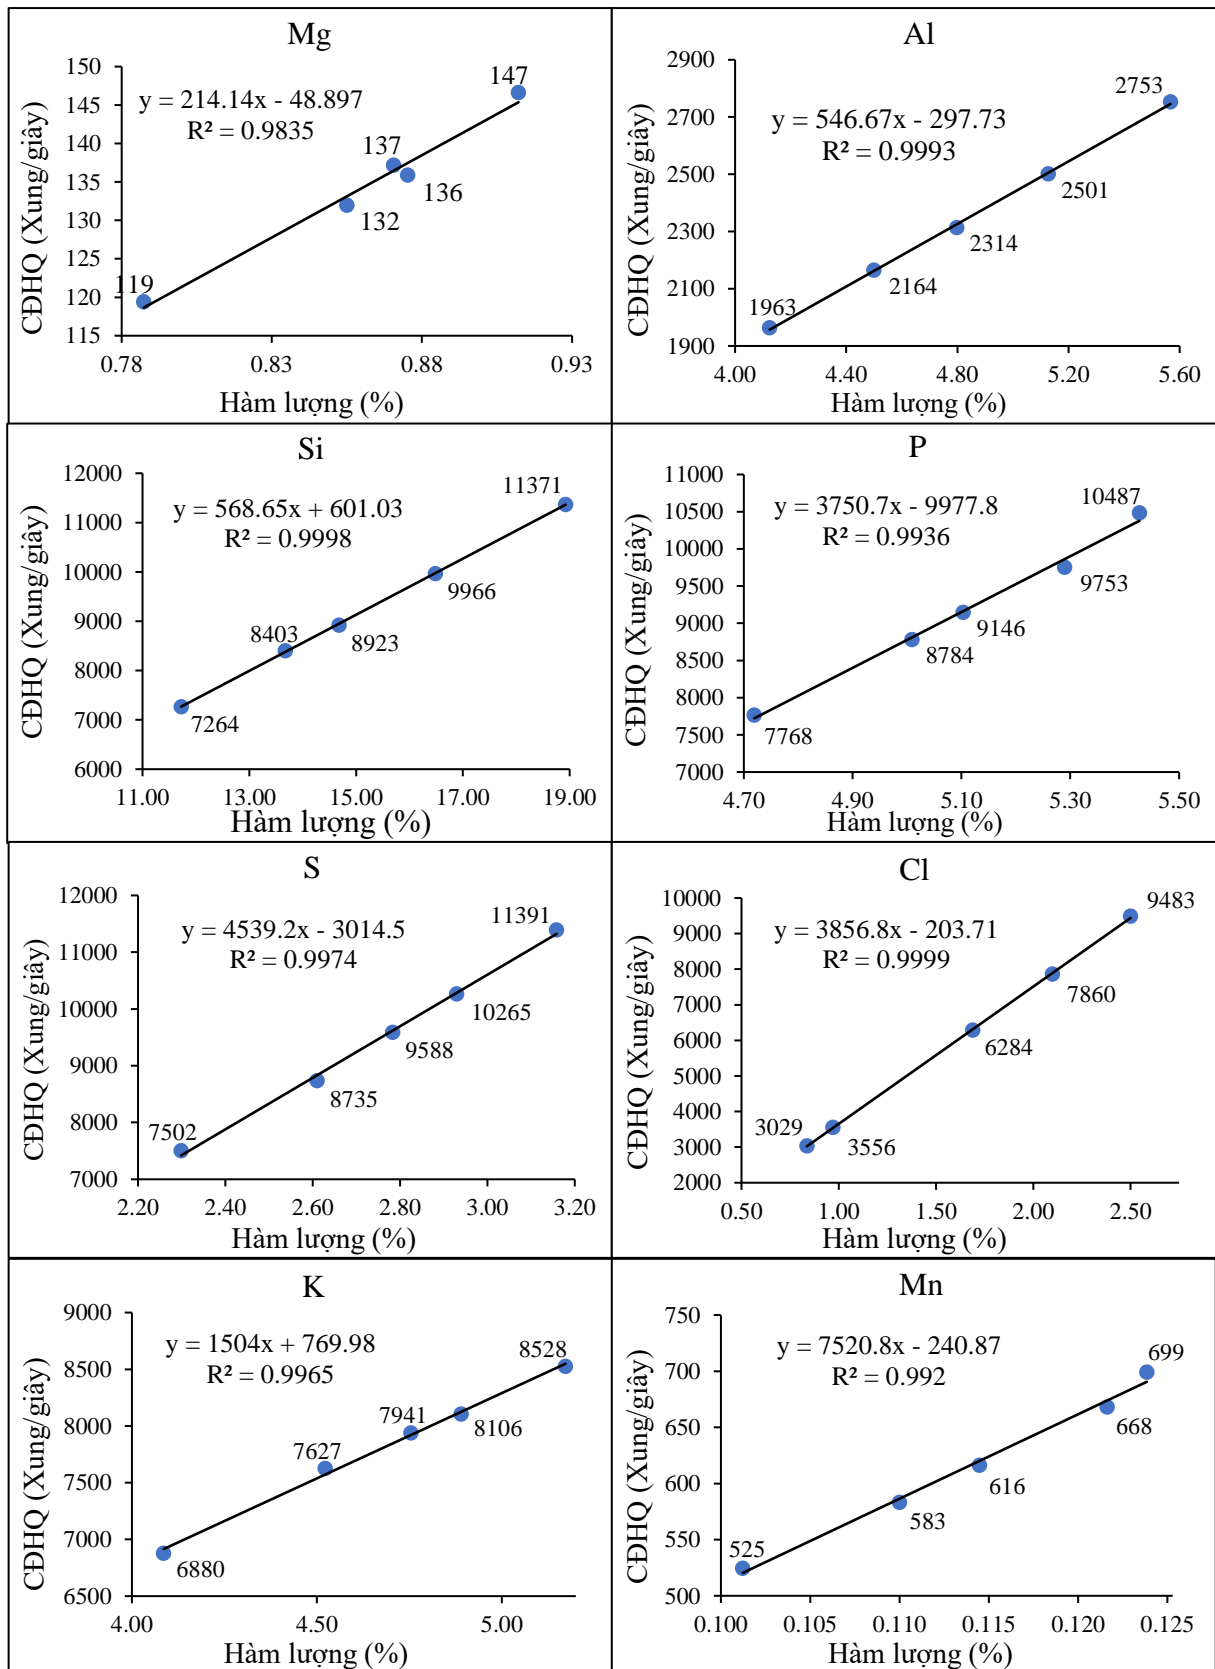 Mg
CĐHQ (Xung/giây)
150
145
140
135
130
125
120
115
y = 214.14x - 48.897
R² = 0.9835
147
137
136
132
119
0.78 0.83 0.88 0.93
Hàm lượng (%)
Al
CĐHQ (Xung/giây)
2900
2700
2500
2300
2100
1900
y = 546.67x - 297.73
R² = 0.9993
2753
2501
2314
2164
1963
4.00 4.40 4.80 5.20 5.60
Hàm lượng (%)
Si
CĐHQ (Xung/giây)
12000
11000
10000
9000
8000
7000
6000
y = 568.65x + 601.03
R² = 0.9998
11371
9966
8403
8923
7264
11.00 13.00 15.00 17.00 19.00
Hàm lượng (%)
P
CĐHQ (Xung/giây)
11000
10500
10000
9500
9000
8500
8000
7500
7000
y = 3750.7x - 9977.8
R² = 0.9936
10487
9753
9146
8784
7768
4.70 4.90 5.10 5.30 5.50
Hàm lượng (%)
S
CĐHQ (Xung/giây)
12000
11000
10000
9000
8000
7000
y = 4539.2x - 3014.5
R² = 0.9974
11391
10265
9588
8735
7502
2.20 2.40 2.60 2.80 3.00 3.20
Hàm lượng (%)
Cl
CĐHQ (Xung/giây)
10000
9000
8000
7000
6000
5000
4000
3000
2000
y = 3856.8x - 203.71
R² = 0.9999
9483
7860
6284
3029
3556
0.50 1.00 1.50 2.00 2.50
Hàm lượng (%)
K
CĐHQ (Xung/giây)
9000
8500
8000
7500
7000
6500
y = 1504x + 769.98
R² = 0.9965
8528
7941
8106
7627
6880
4.00 4.50 5.00
Hàm lượng (%)
Mn
CĐHQ (Xung/giây)
750
700
650
600
550
500
y = 7520.8x - 240.87
R² = 0.992
699
668
616
583
525
0.100 0.105 0.110 0.115 0.120 0.125
Hàm lượng (%)